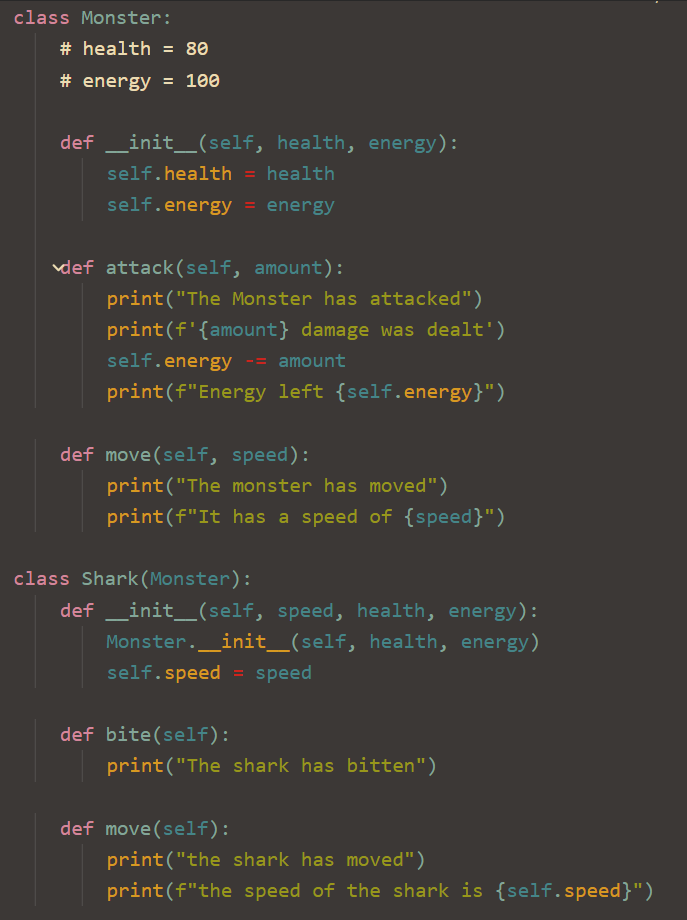 class Monster:
    # health = 80
    # energy = 100

    def __init__(self, health, energy):
        self.health = health
        self.energy = energy

    def attack(self, amount):
        print("The Monster has attacked")
        print(f'{amount} damage was dealt')
        self.energy -= amount
        print(f"Energy left {self.energy}")

    def move(self, speed):
        print("The monster has moved")
        print(f"It has a speed of {speed}")

class Shark(Monster):
    def __init__(self, speed, health, energy):
        Monster.__init__(self, health, energy)
        self.speed = speed

    def bite(self):
        print("The shark has bitten")

    def move(self):
        print("the shark has moved")
        print(f"the speed of the shark is {self.speed}")